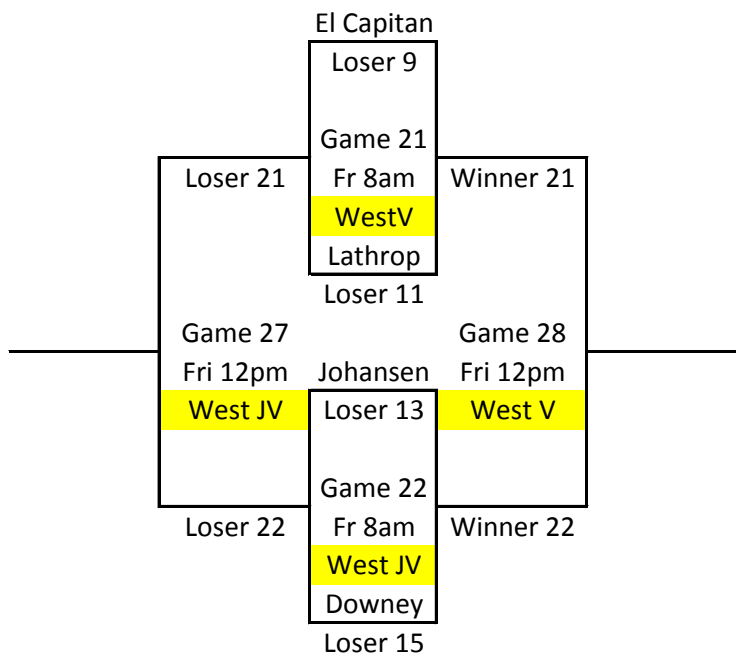 El Capitan
Loser 9
Game 21
Loser 21 Fr 8am Winner 21
WestV
Lathrop
Loser 11
Game 27 Game 28
Fri 12pm Johansen Fri 12pm
West JV Loser 13 West V
Game 22
Loser 22 Fr 8am Winner 22
West JV
Downey
Loser 15